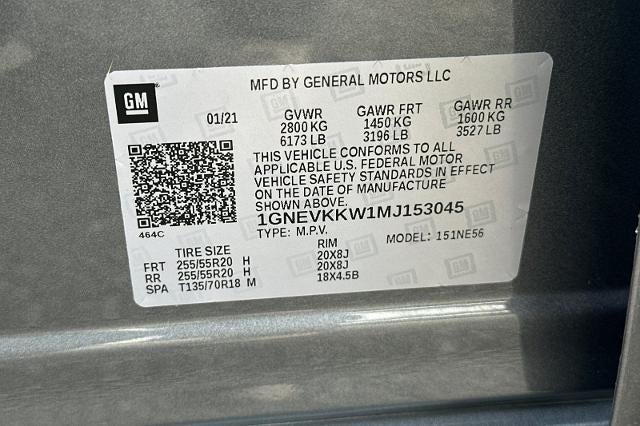 MFD BY GENERAL MOTORS LLC
GM
01/21 GVWR GAWR FRT GAWR RR
2800 KG 1450 KG 1600 KG
6173 LB 3196 LB 3527 LB
THIS VEHICLE CONFORMS TO ALL
APPLICABLE U.S. FEDERAL MOTOR
VEHICLE SAFETY STANDARDS IN EFFECT
ON THE DATE OF MANUFACTURE
SHOWN ABOVE.
1GNEVKKW1MJ153045
464C
TYPE: M.P.V. MODEL: 151NE56
TIRE SIZE RIM
FRT 255/55R20 H 20X8J
RR 255/55R20 H 20X8J
SPA T135/70R18 M 18X4.5B